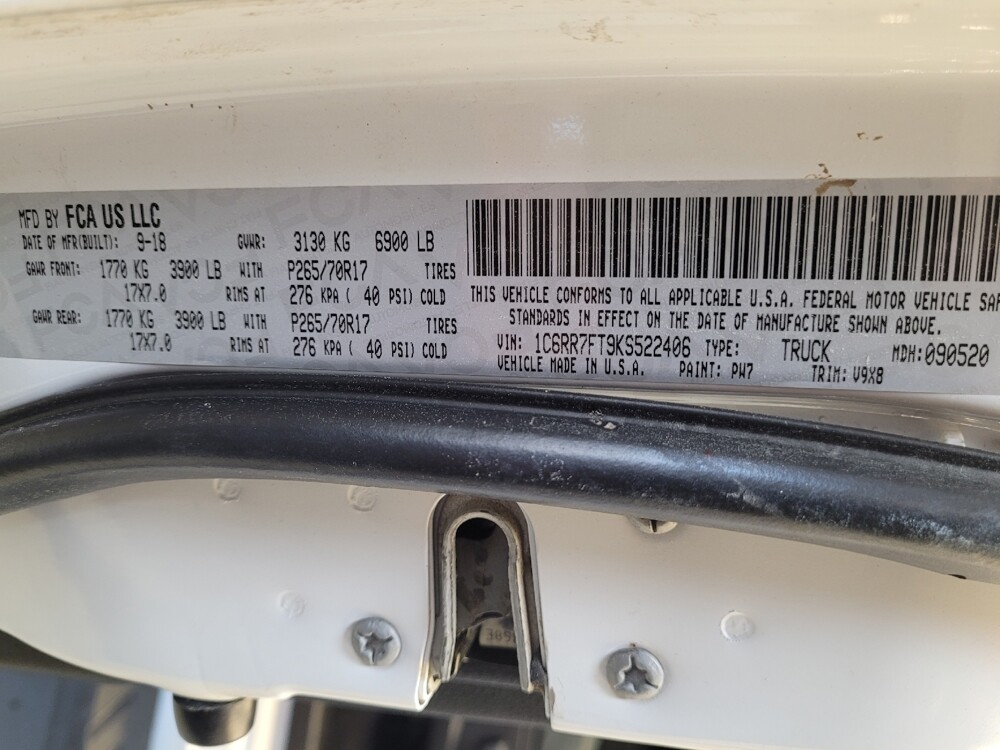 MFD BY FCA US LLC
DATE OF MFR(BUILT): 9-18 GVWR: 3130 KG 6900 LB
GAWR FRONT: 1770 KG 3900 LB WITH P265/70R17 TIRES
17X7.0 RIMS AT 276 KPA ( 40 PSI) COLD
GAWR REAR: 1770 KG 3900 LB WITH P265/70R17 TIRES
17X7.0 RIMS AT 276 KPA ( 40 PSI) COLD
THIS VEHICLE CONFORMS TO ALL APPLICABLE U.S.A. FEDERAL MOTOR VEHICLE
STANDARDS IN EFFECT ON THE DATE OF MANUFACTURE SHOWN ABOVE.
VIN: 1C6RR7FT9KS522406 TYPE: TRUCK MDH:090520
VEHICLE MADE IN U.S.A. PAINT: PW7 TRIM: V9X8